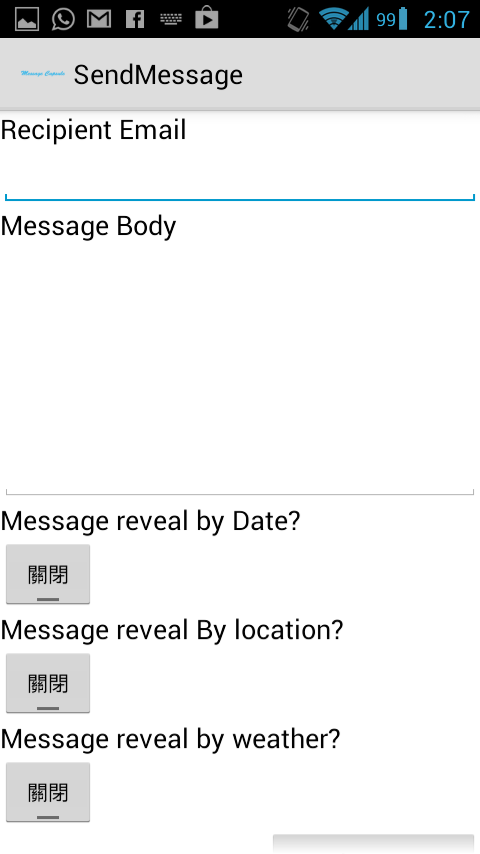 99 2:07
Message Capsule SendMessage
Recipient Email
Message Body
Message reveal by Date?
關閉
Message reveal By location?
關閉
Message reveal by weather?
關閉